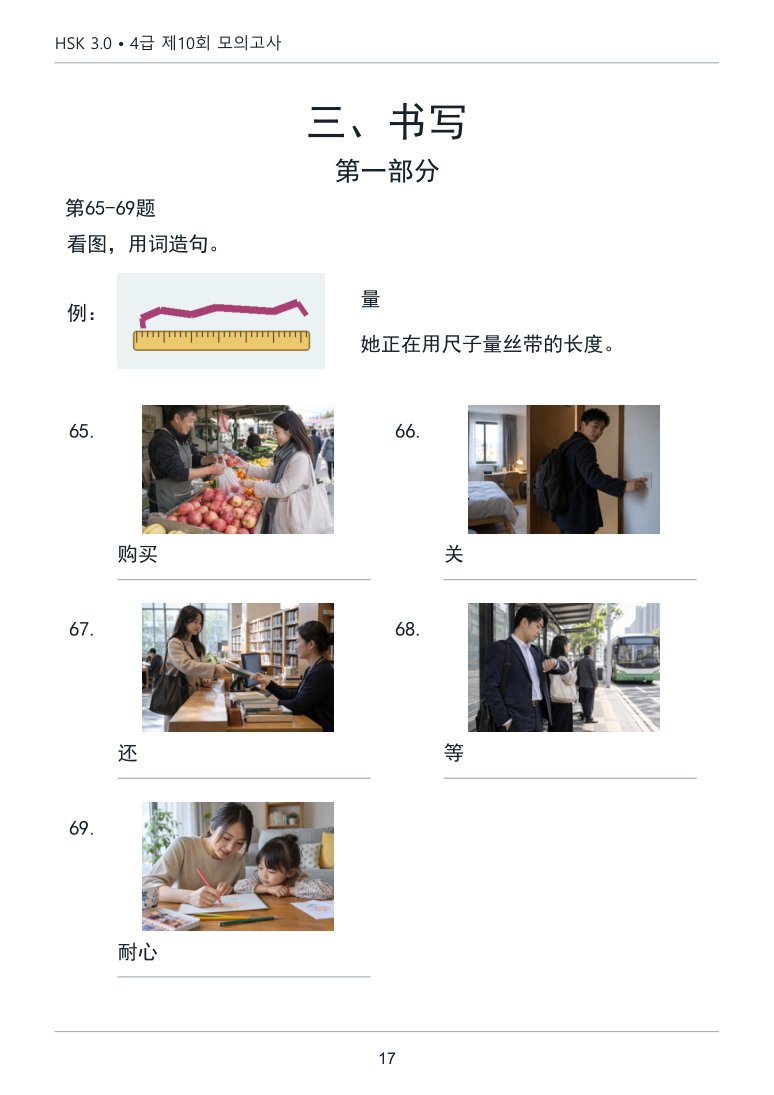 HSK 3.0 • 4급 제10회 모의고사
三、书写
第一部分
第65-69题
看图，用词造句。
例：
量
她正在用尺子量丝带的长度。
65.
购买
66.
关
67.
还
68.
等
69.
耐心
17